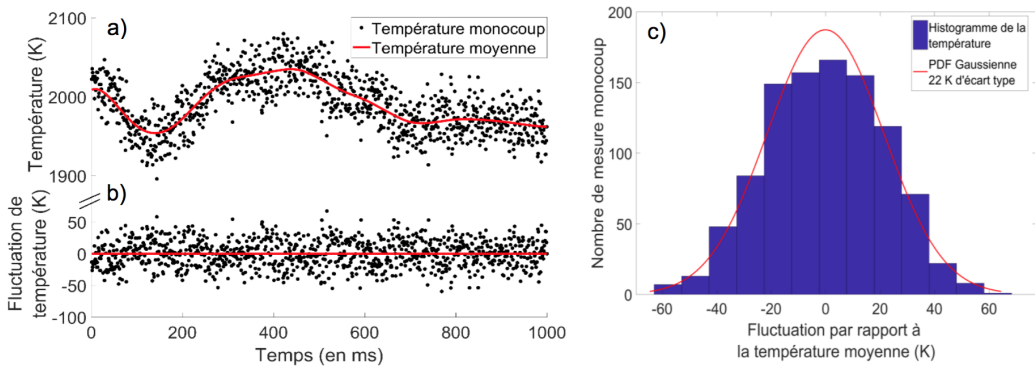 a)
Température monocoup
Température moyenne
Température (K)
2100
2000
1900
b)
Fluctuation de
température (K)
50
0
-50
-100
0
200
400
600
800
1000
Temps (en ms)
c)
Histogramme de la
température
PDF Gaussienne
22 K d'écart type
Nombre de mesure monocoup
200
150
100
50
0
-60
-40
-20
0
20
40
60
Fluctuation par rapport à
la température moyenne (K)